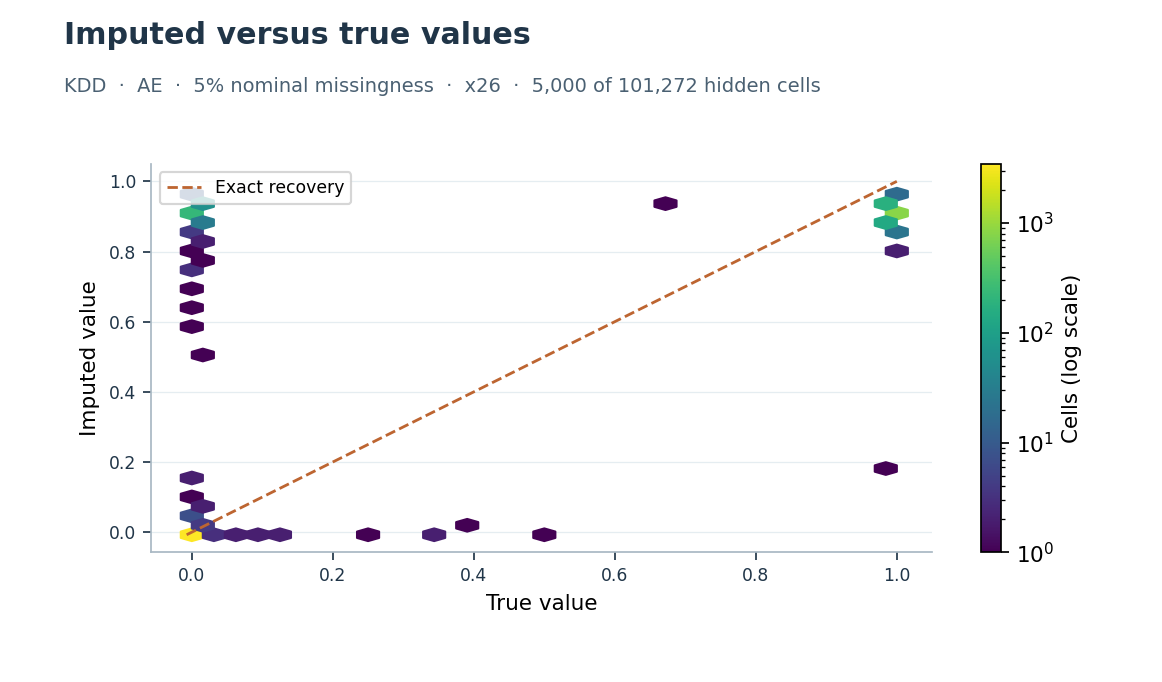 Imputed versus true values
KDD · AE · 5% nominal missingness · x26 · 5,000 of 101,272 hidden cells
Exact recovery
1.0
0.8
0.6
0.4
0.2
0.0
Imputed value
0.0 0.2 0.4 0.6 0.8 1.0
True value
10³
10²
10¹
10⁰
Cells (log scale)